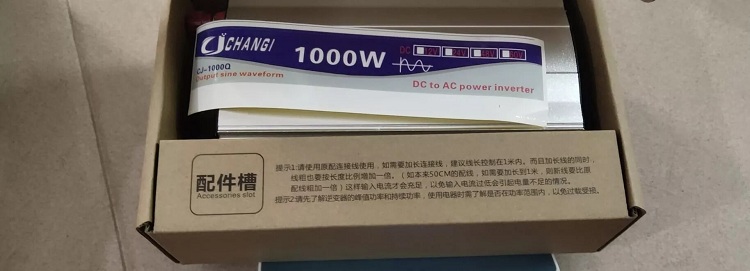 CJ CHANGI
1000W
DC 12V 24V 48V 60V
CJ-1000Q
Output sine waveform
DC to AC power inverter
配件槽
Accessories slot
提示1:请使用原配连接线使用，如需要加长连接线，建议线长控制在1米内。而且加长线的同时，
线粗也要按长度比例增加一倍。（如本来50CM的配线，如需要加长到1米，则新线要比原
配线粗加一倍）这样输入电流才会充足，以免输入电流过低会引起电量不足的情况。
提示2:请先了解逆变器的峰值功率和持续功率，使用电器时需了解是否在功率范围内，以免过载受损。